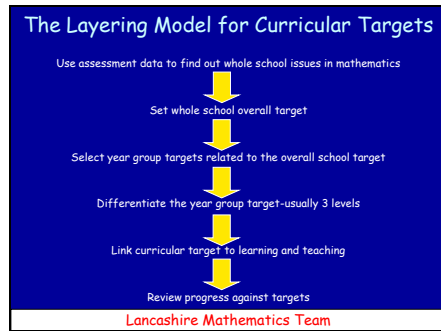 The Layering Model for Curricular Targets
Use assessment data to find out whole school issues in mathematics
Set whole school overall target
Select year group targets related to the overall school target
Differentiate the year group target-usually 3 levels
Link curricular target to learning and teaching
Review progress against targets
Lancashire Mathematics Team